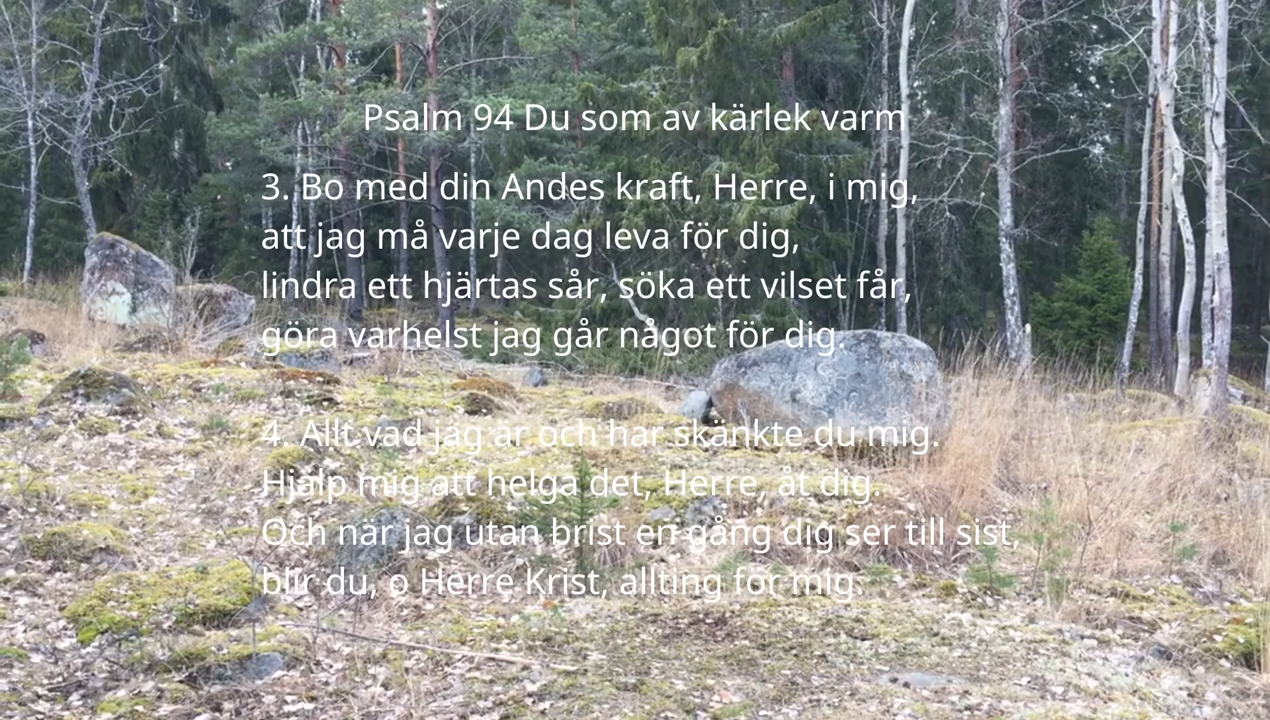 Psalm 94 Du som av kärlek varm
3. Bo med din Andes kraft, Herre, i mig,
att jag må varje dag leva för dig,
lindra ett hjärtas sår, söka ett vilset får,
göra varhelst jag går något för dig.
4. Allt vad jag är och har skänkte du mig.
Hjälp mig att helga det, Herre, åt dig.
Och när jag utan brist en gång dig ser till sist,
blir du, o Herre Krist, allting för mig.